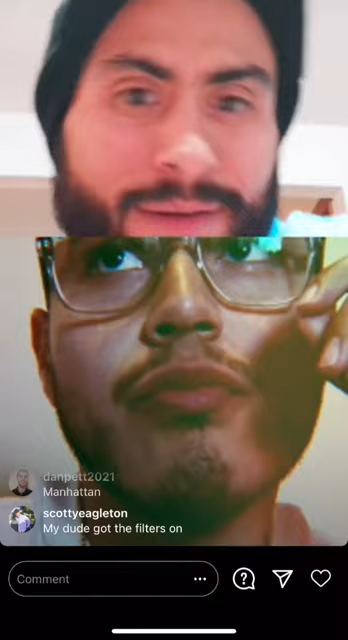 danpett2021
Manhattan
scottyeagleton
My dude got the filters on
Comment